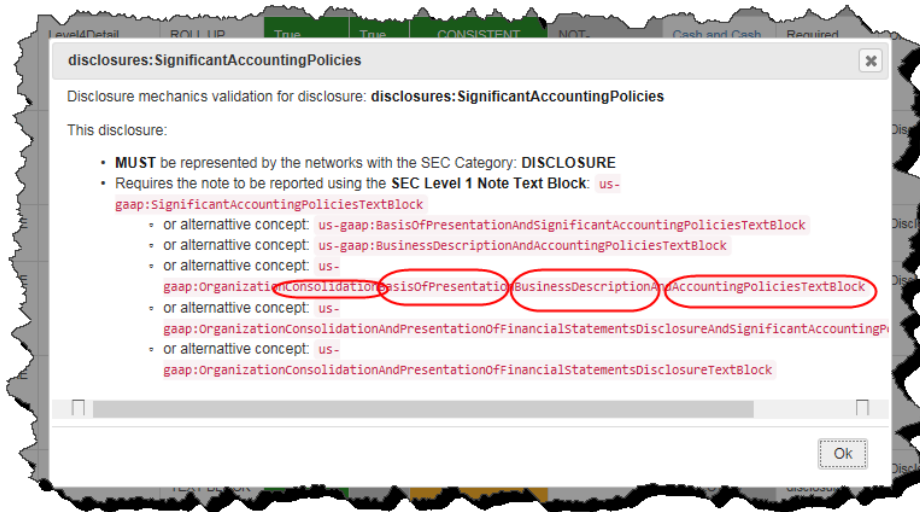 Level4Detail ROLL UP True True CONSISTENT NOT- Cash and Cash Required
disclosures:SignificantAccountingPolicies
Disclosure mechanics validation for disclosure: disclosures:SignificantAccountingPolicies
This disclosure:
• MUST be represented by the networks with the SEC Category: DISCLOSURE
• Requires the note to be reported using the SEC Level 1 Note Text Block: us-
gaap:SignificantAccountingPoliciesTextBlock
or alternattive concept: us-gaap:BasisOfPresentationAndSignificantAccountingPoliciesTextBlock
or alternattive concept: us-gaap:BusinessDescriptionAndAccountingPoliciesTextBlock
or alternattive concept: us-
gaap:OrganizationConsolidationBasisOfPresentationBusinessDescriptionAndAccountingPoliciesTextBlock
or alternattive concept: us-
gaap:OrganizationConsolidationAndPresentationOfFinancialStatementsDisclosureAndSignificantAccountingP
or alternattive concept: us-
gaap:OrganizationConsolidationAndPresentationOfFinancialStatementsDisclosureTextBlock
Ok
TEXT BLOCK